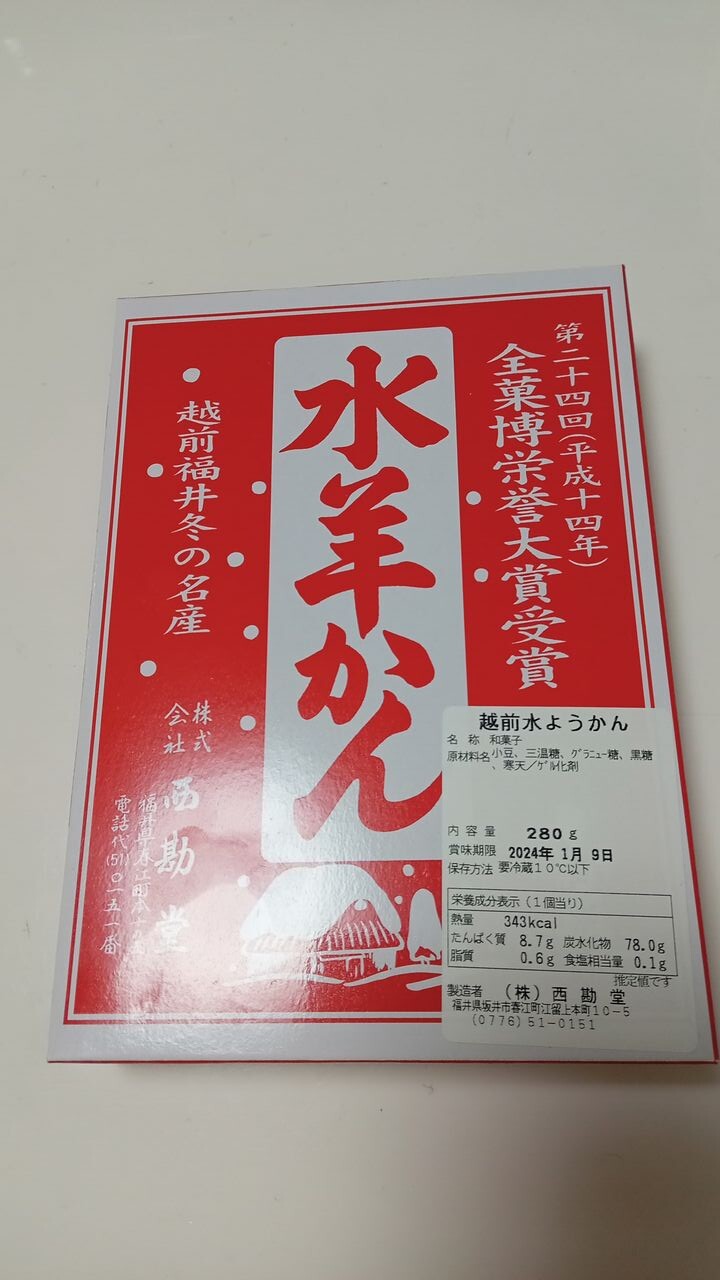 第二十四回(平成十四年)
全菓博栄誉大賞受賞
水羊かん
越前福井冬の名産
株式会社 西勘堂
電話代(51)〇一五一番
越前水ようかん
名 称 和菓子
原材料名 小豆、三温糖、グラニュー糖、黒糖
、寒天/ゲル化剤
内 容 量 280g
賞味期限 2024年 1月 9日
保存方法 要冷蔵10℃以下
栄養成分表示(1個当り)
熱量 343kcal
たんぱく質 8.7g 炭水化物 78.0g
脂質 0.6g 食塩相当量 0.1g
推定値です
製造者 (株)西勘堂
福井県坂井市春江町江留上本町10-5
(0776)51-0151